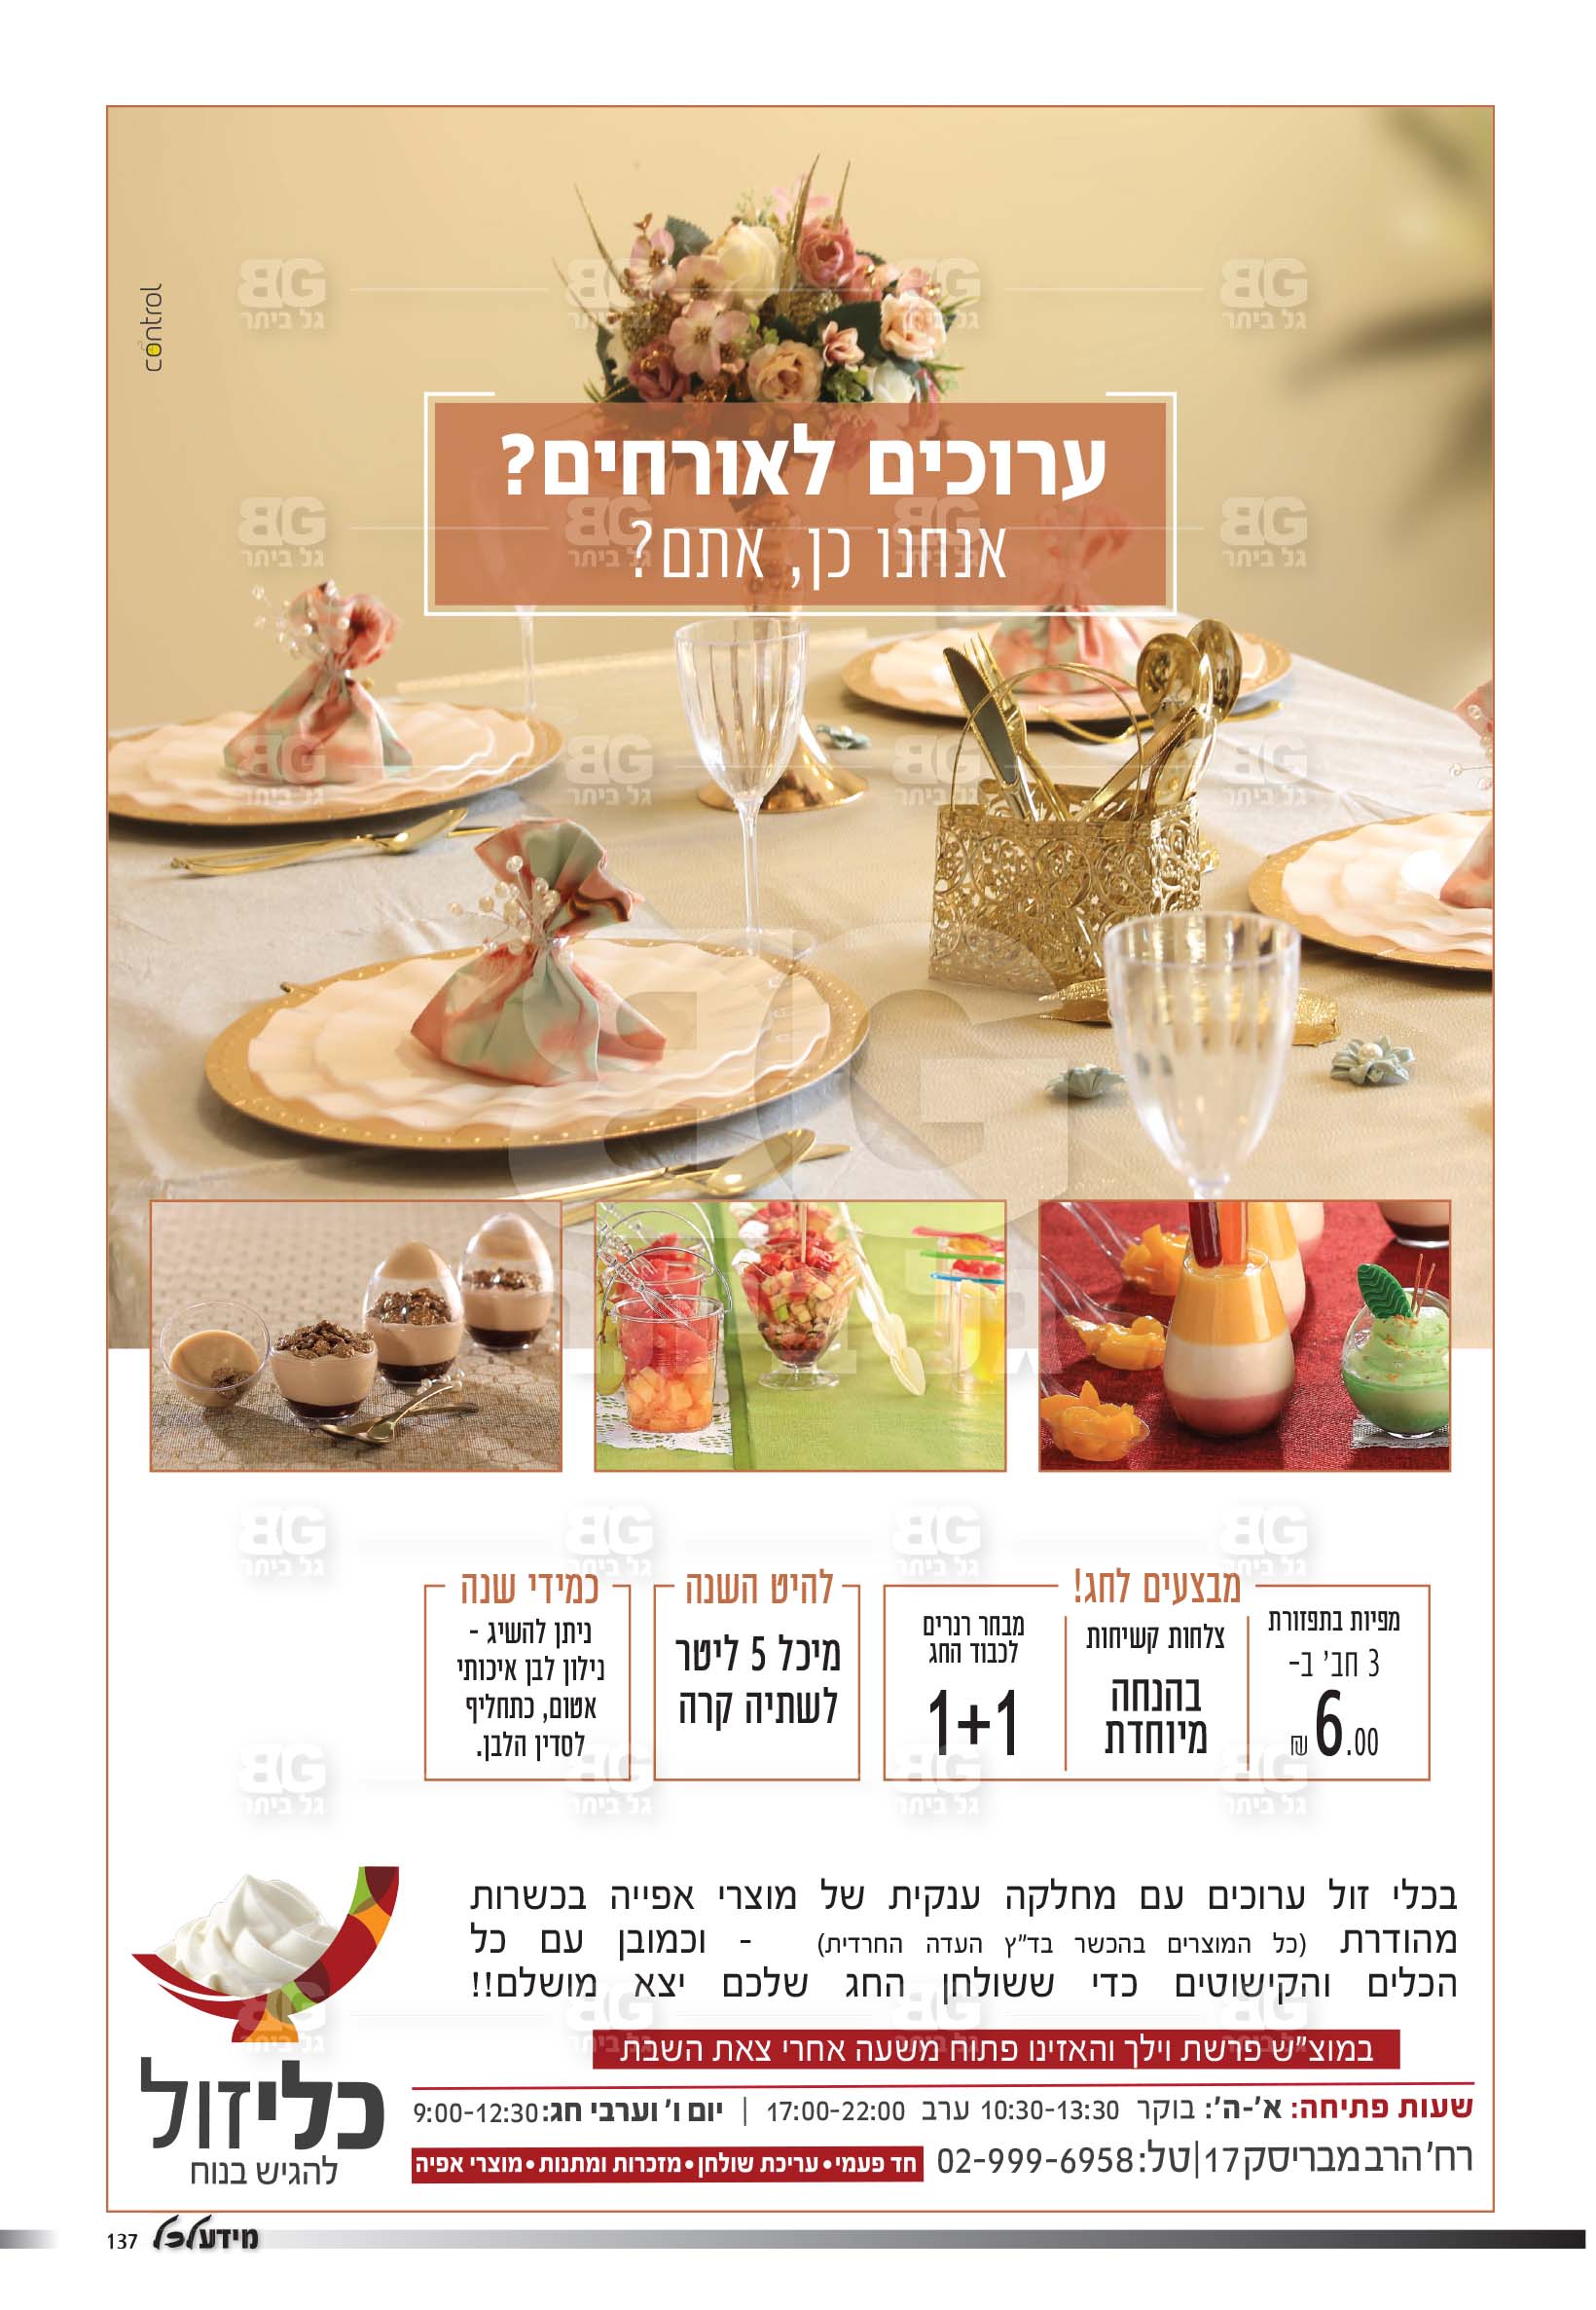 control
ערוכים לאורחים?
אנחנו כן, אתם?
מבצעים לחג!
מפיות בתפזורת
3 חב' ב-
6.00 ₪
צלחות קשיחות
בהנחה
מיוחדת
מבחר רנרים
לכבוד החג
1+1
להיט השנה
מיכל 5 ליטר
לשתיה קרה
כמידי שנה
ניתן להשיג -
נילון לבן איכותי
אטום, כתחליף
לסדין הלבן.
בכלי זול ערוכים עם מחלקה ענקית של מוצרי אפייה בכשרות
מהודרת (כל המוצרים בהכשר בד"ץ העדה החרדית) - וכמובן עם כל
הכלים והקישוטים כדי ששולחן החג שלכם יצא מושלם!!
במוצ"ש פרשת וילך והאזינו פתוח משעה אחרי צאת השבת
שעות פתיחה: א'-ה': בוקר 10:30-13:30 ערב 17:00-22:00 | יום ו' וערבי חג: 9:00-12:30
רח' הרב מבריסק 17 | טל: 02-999-6958
חד פעמי • עריכת שולחן • מזכרות ומתנות • מוצרי אפיה
כלי זול
להגיש בנוח
מידע לכל 137
BG
גל ביתר